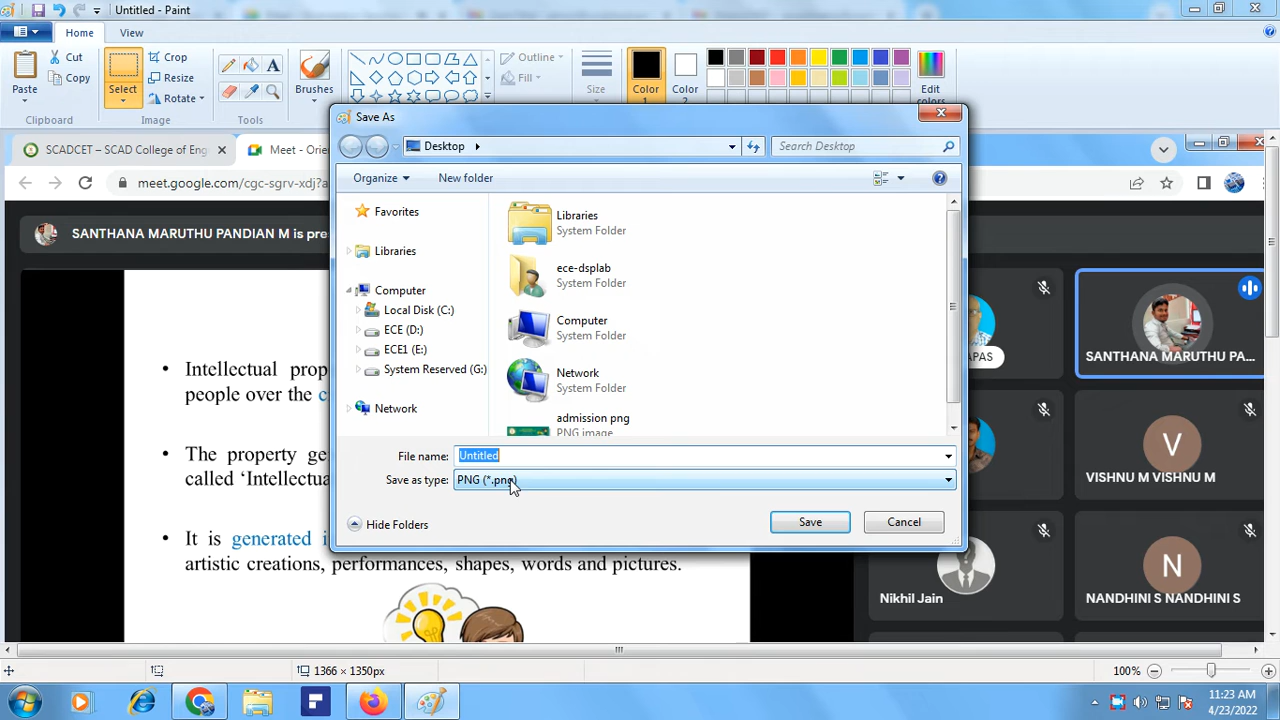 Untitled - Paint
Home
View
Paste
Cut
Copy
Clipboard
Select
Crop
Resize
Rotate
Image
Tools
Brushes
Outline
Fill
Size
Color 1
Color 2
Edit colors
SCADCET – SCAD College of Eng
Meet - Orie
meet.google.com/cgc-sgrv-xdj?a
SANTHANA MARUTHU PANDIAN M is pre
Save As
Desktop
Search Desktop
Organize
New folder
Favorites
Libraries
Computer
Local Disk (C:)
ECE (D:)
ECE1 (E:)
System Reserved (G:)
Network
Libraries
System Folder
ece-dsplab
System Folder
Computer
System Folder
Network
System Folder
admission png
PNG image
File name: Untitled
Save as type: PNG (*.png)
Hide Folders
Save
Cancel
• Intellectual prop
people over the c
• The property ge
called ‘Intellectua
• It is generated i
artistic creations, performances, shapes, words and pictures.
APAS
SANTHANA MARUTHU PA...
V
VISHNU M VISHNU M
Nikhil Jain
N
NANDHINI S NANDHINI S
1366 × 1350px
100%
11:23 AM
4/23/2022